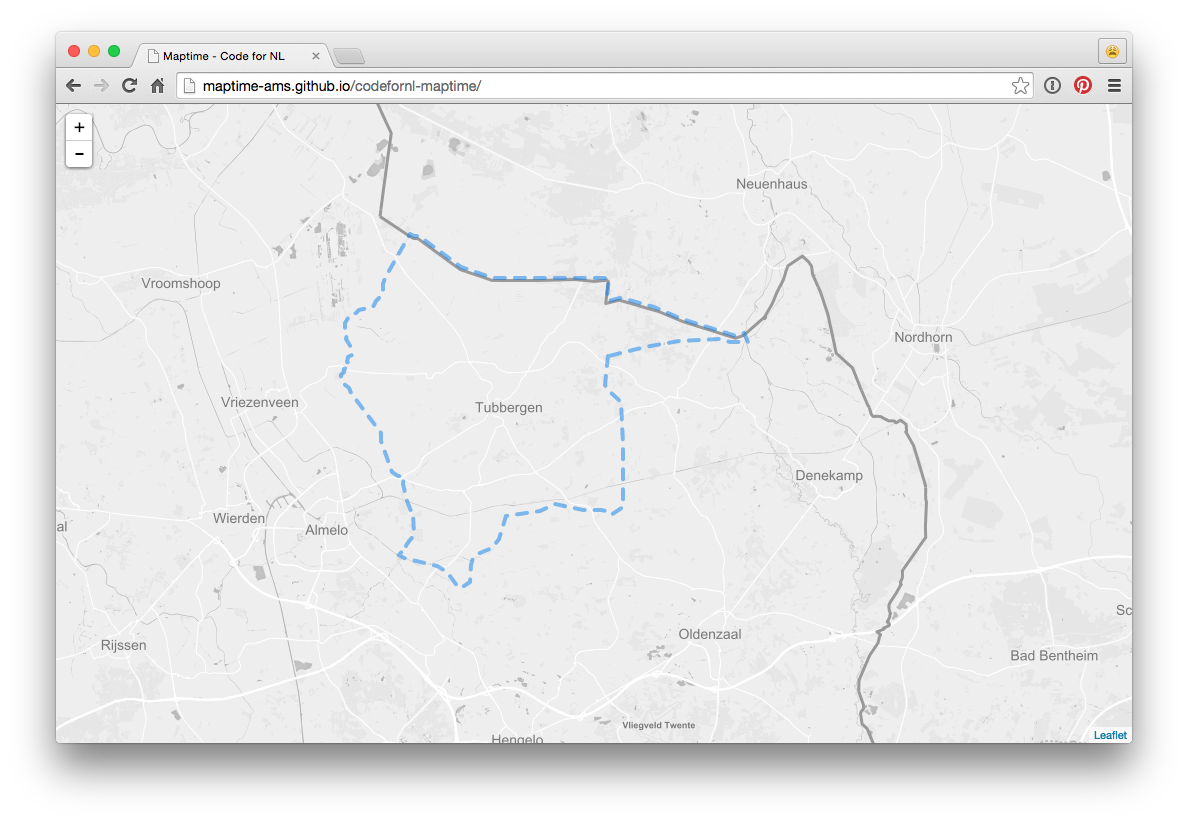 Maptime - Code for NL
maptime-ams.github.io/codefornl-maptime/
+
-
Neuenhaus
Vroomshoop
Nordhorn
Vriezenveen
Tubbergen
Denekamp
Wierden
al
Almelo
Sc
Oldenzaal
Rijssen
Bad Bentheim
Vliegveld Twente
Hengelo
Leaflet